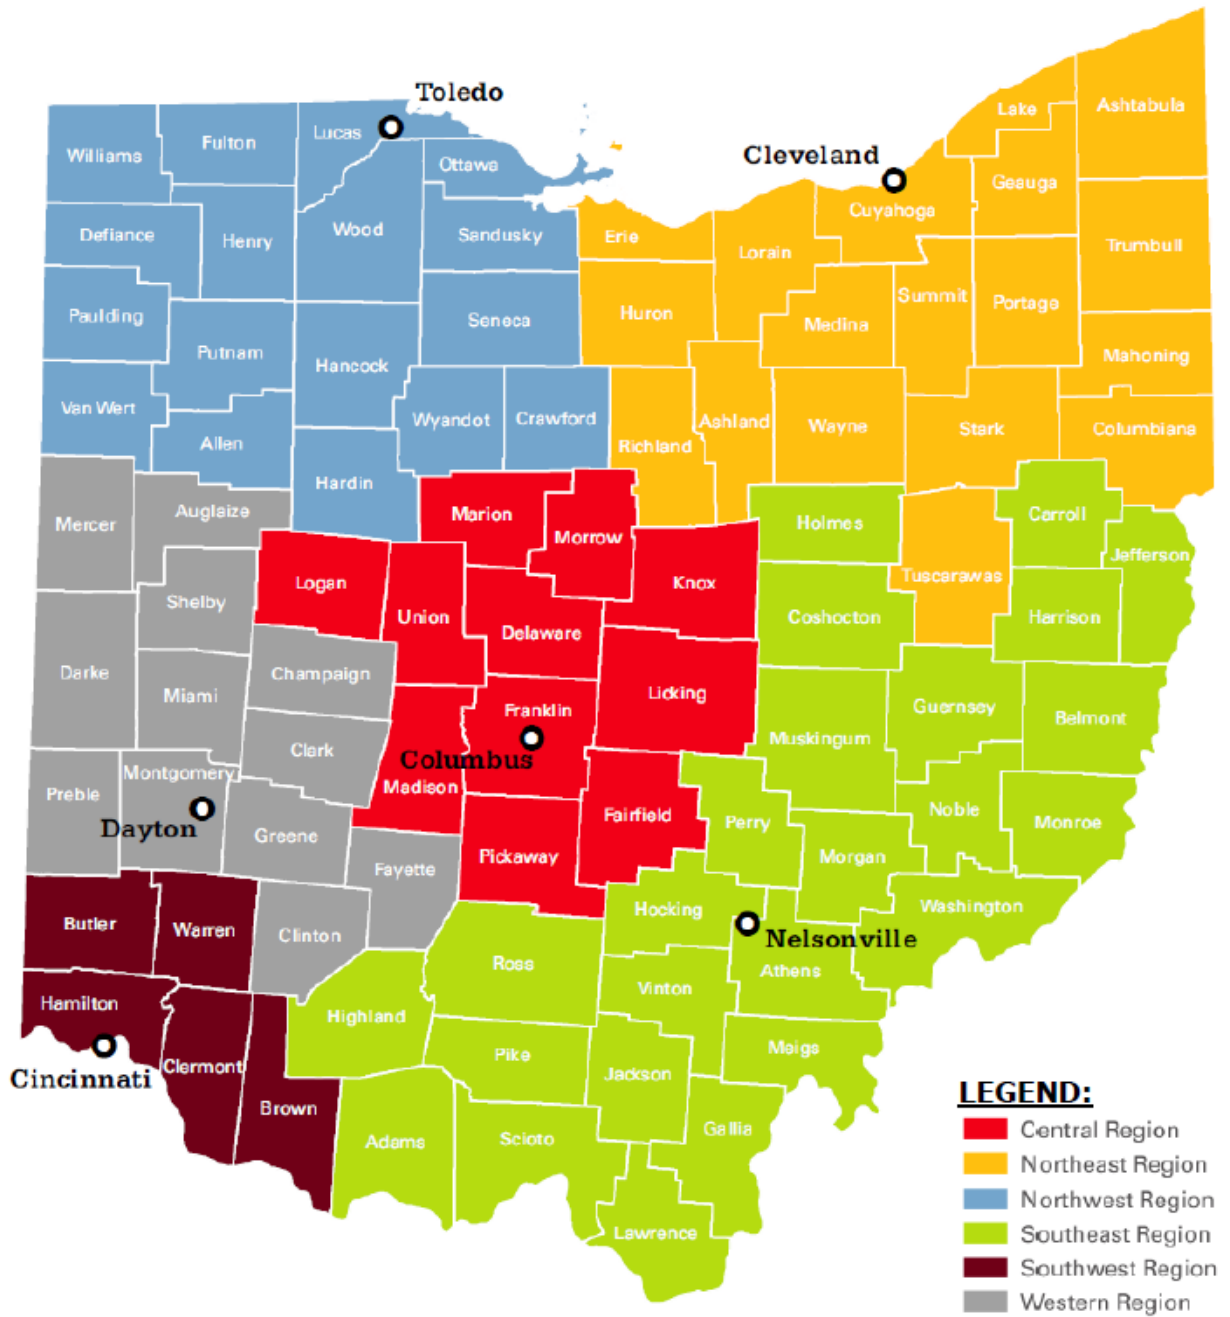 Toledo
Lake
Ashtabula
Williams
Fulton
Lucas
Ottawa
Cleveland
Geauga
Cuyahoga
Defiance
Henry
Wood
Sandusky
Erie
Lorain
Trumbull
Paulding
Putnam
Hancock
Seneca
Huron
Medina
Summit
Portage
Mahoning
Van Wert
Allen
Wyandot
Crawford
Richland
Ashland
Wayne
Stark
Columbiana
Hardin
Mercer
Auglaize
Marion
Morrow
Holmes
Carroll
Jefferson
Logan
Knox
Tuscarawas
Shelby
Union
Delaware
Coshocton
Harrison
Darke
Miami
Champaign
Licking
Franklin
Guernsey
Belmont
Clark
Columbus
Muskingum
Montgomery
Madison
Preble
Dayton
Greene
Fairfield
Perry
Noble
Monroe
Fayette
Pickaway
Morgan
Butler
Warren
Clinton
Hocking
Washington
Nelsonville
Ross
Athens
Vinton
Hamilton
Highland
Cincinnati
Clermont
Pike
Jackson
Meigs
Brown
Adams
Scioto
Gallia
Lawrence
LEGEND:
Central Region
Northeast Region
Northwest Region
Southeast Region
Southwest Region
Western Region